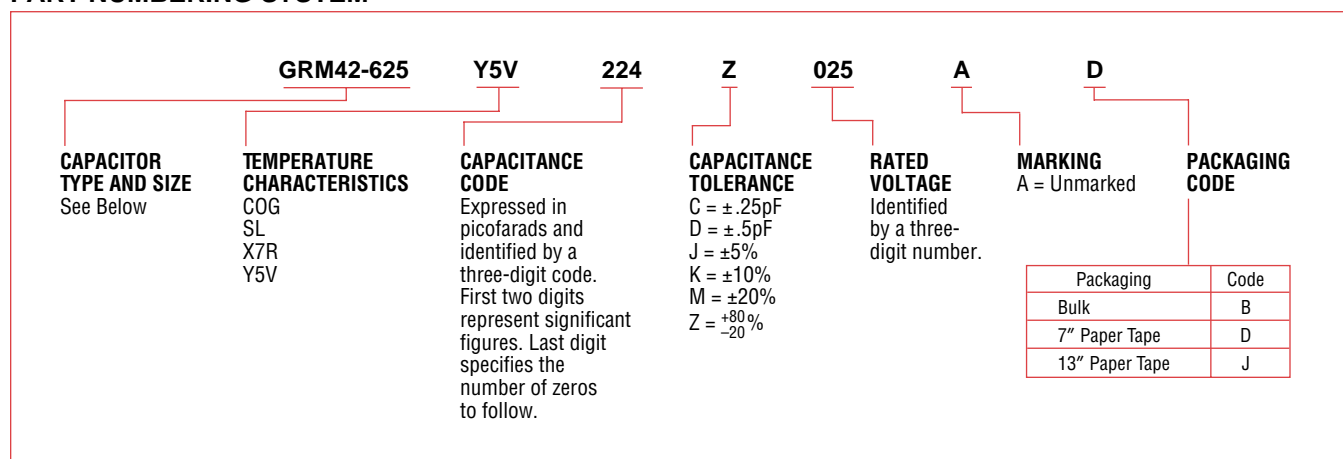 PART NUMBERING SYSTEM
GRM42-625 Y5V 224 Z 025 A D
CAPACITOR
TYPE AND SIZE
See Below
TEMPERATURE
CHARACTERISTICS
COG
SL
X7R
Y5V
CAPACITANCE
CODE
Expressed in
picofarads and
identified by a
three-digit code.
First two digits
represent significant
figures. Last digit
specifies the
number of zeros
to follow.
CAPACITANCE
TOLERANCE
C = ±.25pF
D = ±.5pF
J = ±5%
K = ±10%
M = ±20%
Z = +80 –20 %
RATED
VOLTAGE
Identified
by a three-
digit number.
MARKING
A = Unmarked
PACKAGING
CODE
Packaging Code
Bulk B
7″ Paper Tape D
13″ Paper Tape J